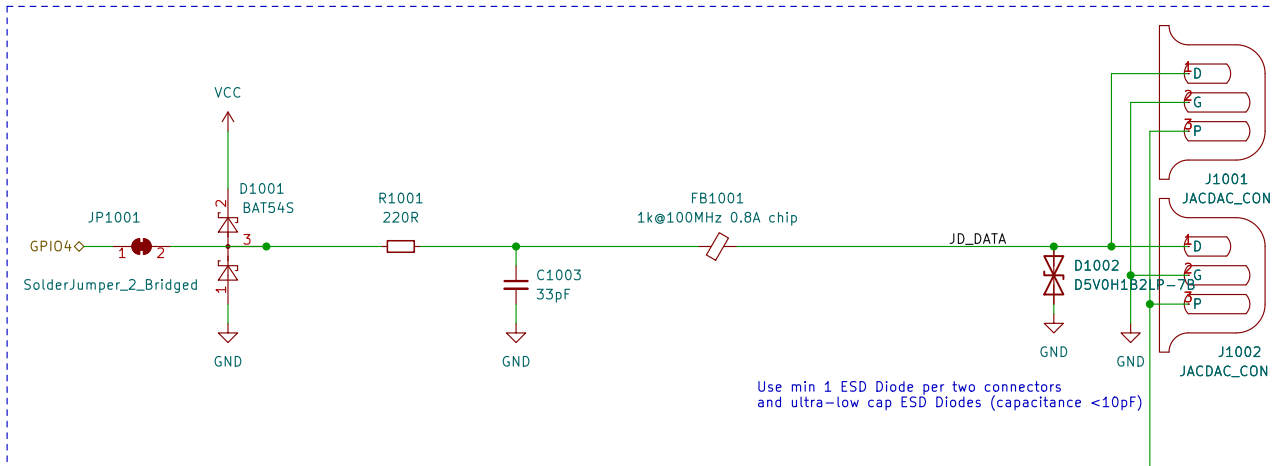 VCC
D1001
BAT54S
2
3
1
JP1001
GPIO4
1
2
SolderJumper_2_Bridged
GND
R1001
220R
C1003
33pF
GND
FB1001
1k@100MHz 0.8A chip
JD_DATA
D1002
D5V0H1B2LP-7B
GND
GND
1
D
2
G
3
P
J1001
JACDAC_CON
1
D
2
G
3
P
J1002
JACDAC_CON
Use min 1 ESD Diode per two connectors
and ultra-low cap ESD Diodes (capacitance <10pF)